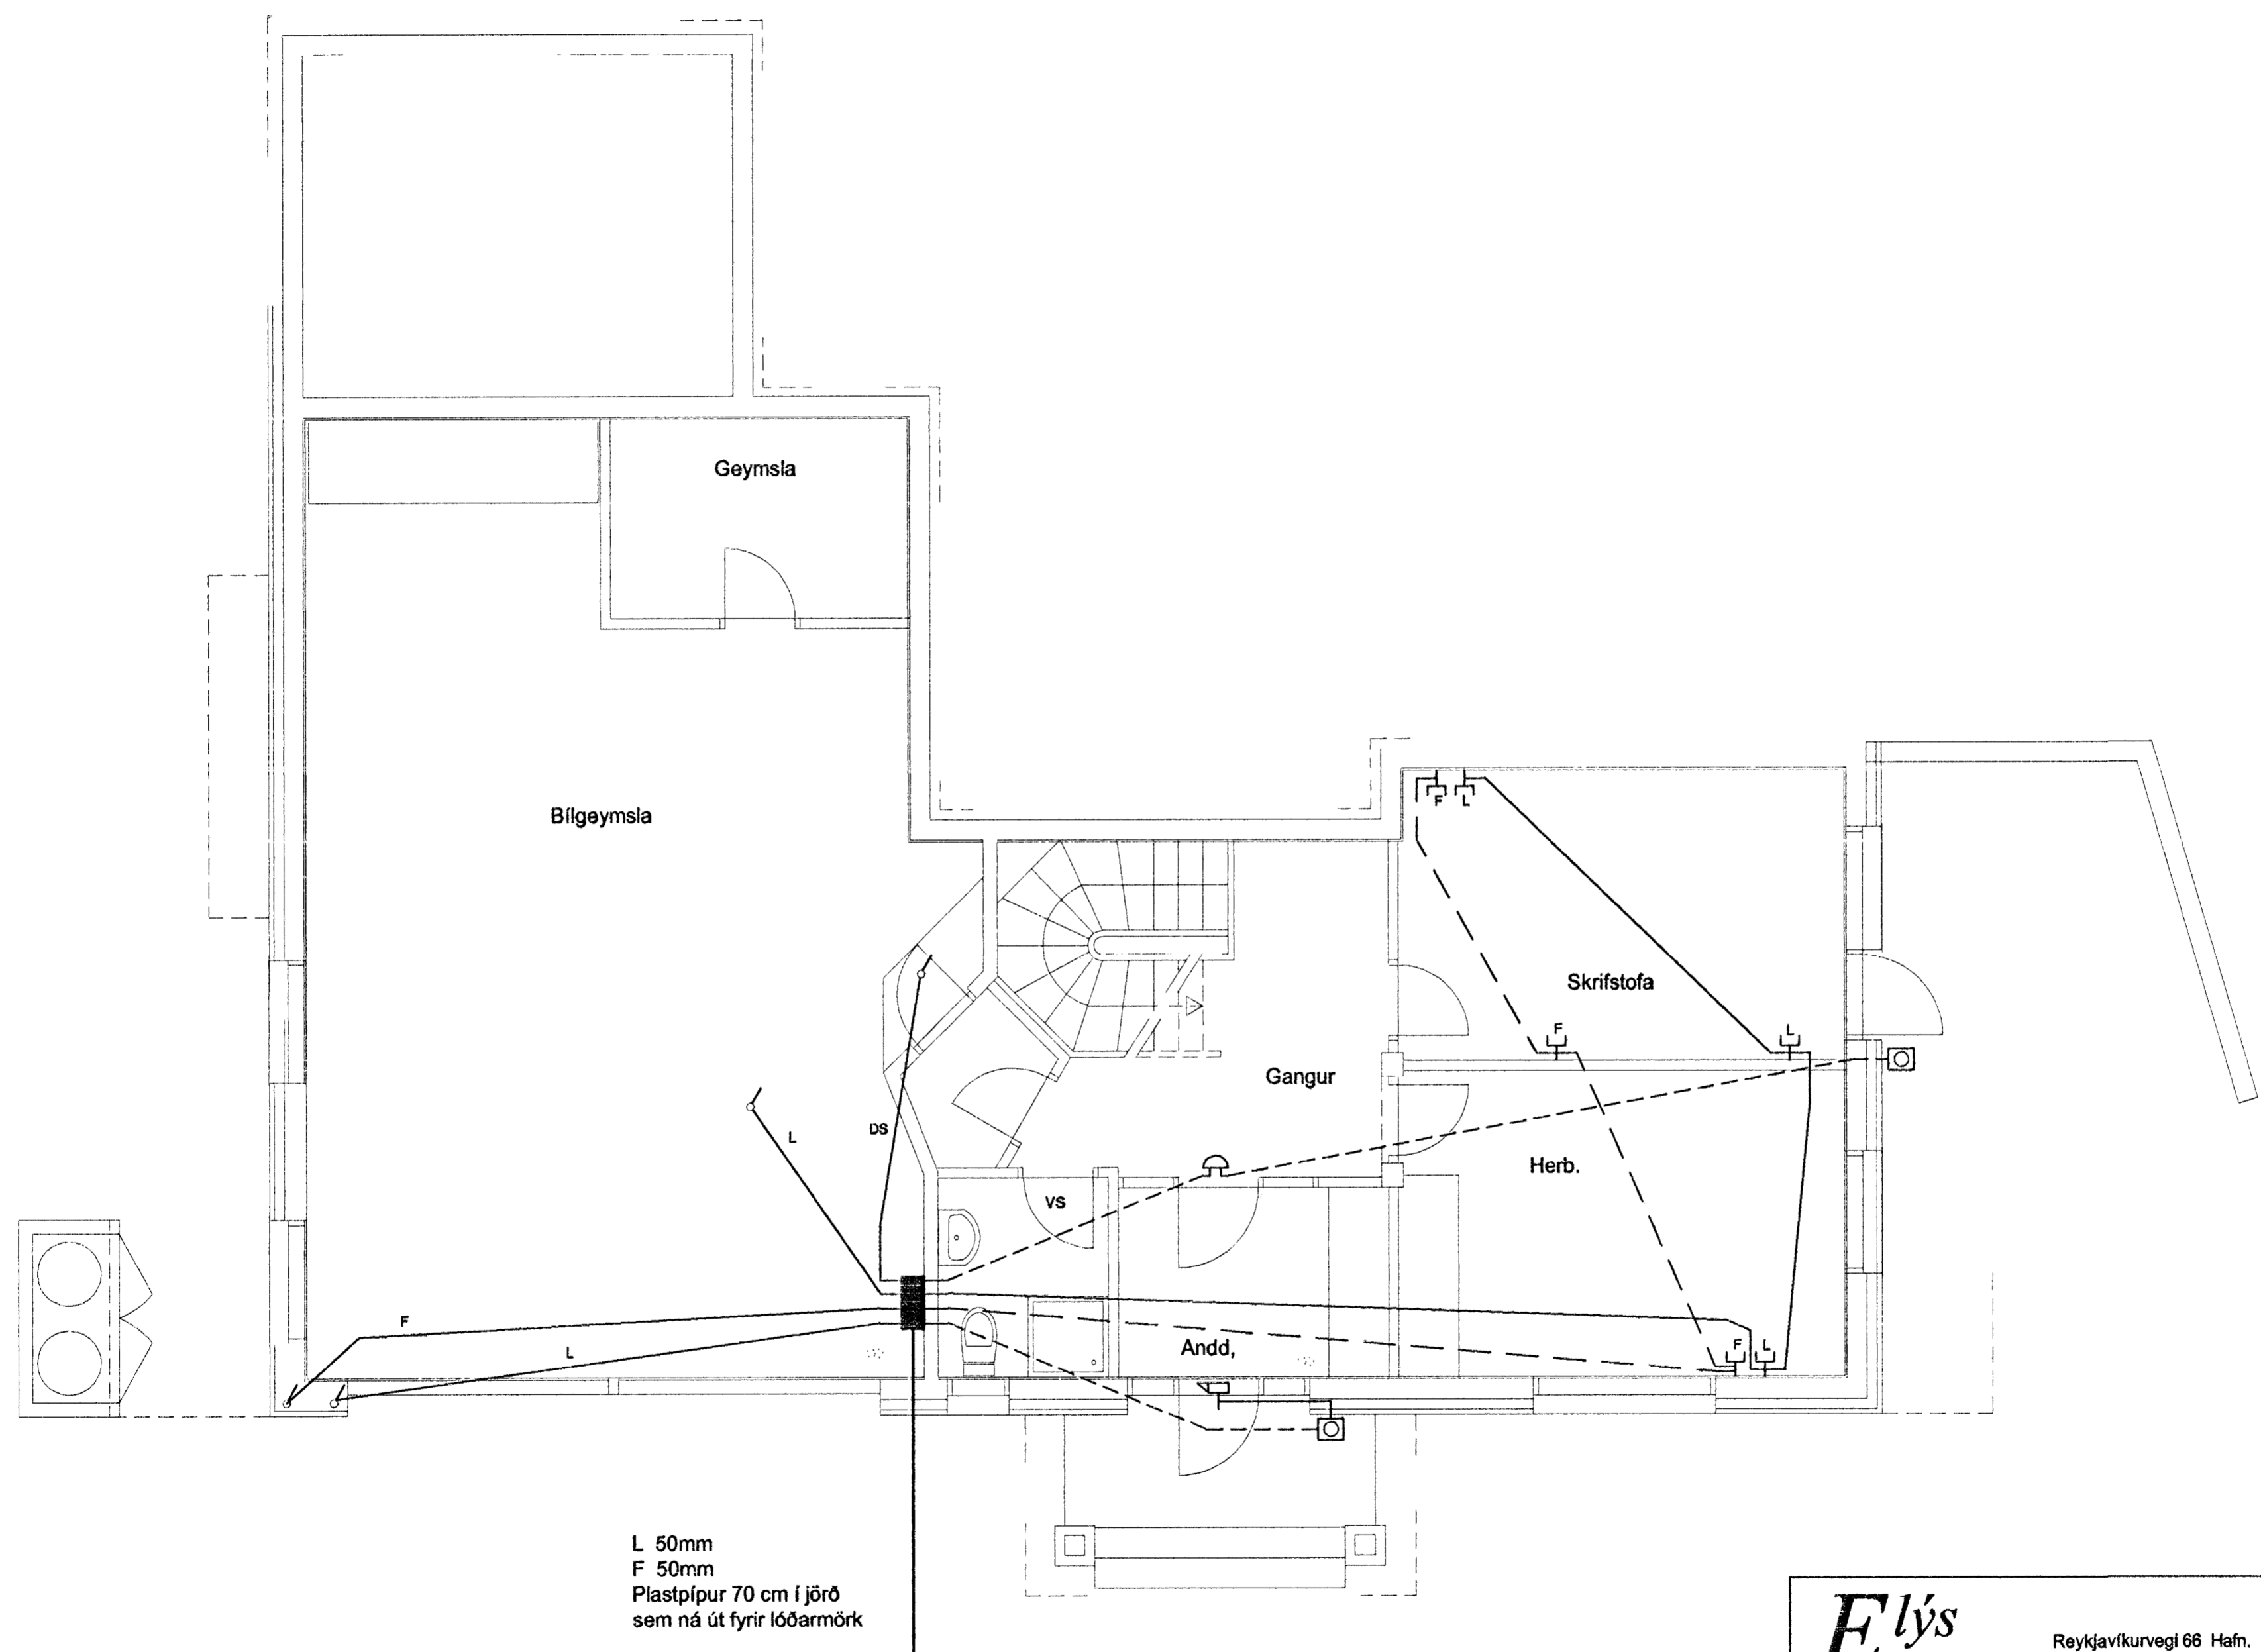 Geymsla
Bílgeymsla
F L
Skrifstofa
F
L
Gangur
L
DS
Herb.
VS
F
L
Andd,
F L
L 50mm
F 50mm
Plastpípur 70 cm í jörð
sem ná út fyrir lóðarmörk
Elýs
Reykjavíkurvegi 66 Hafn.